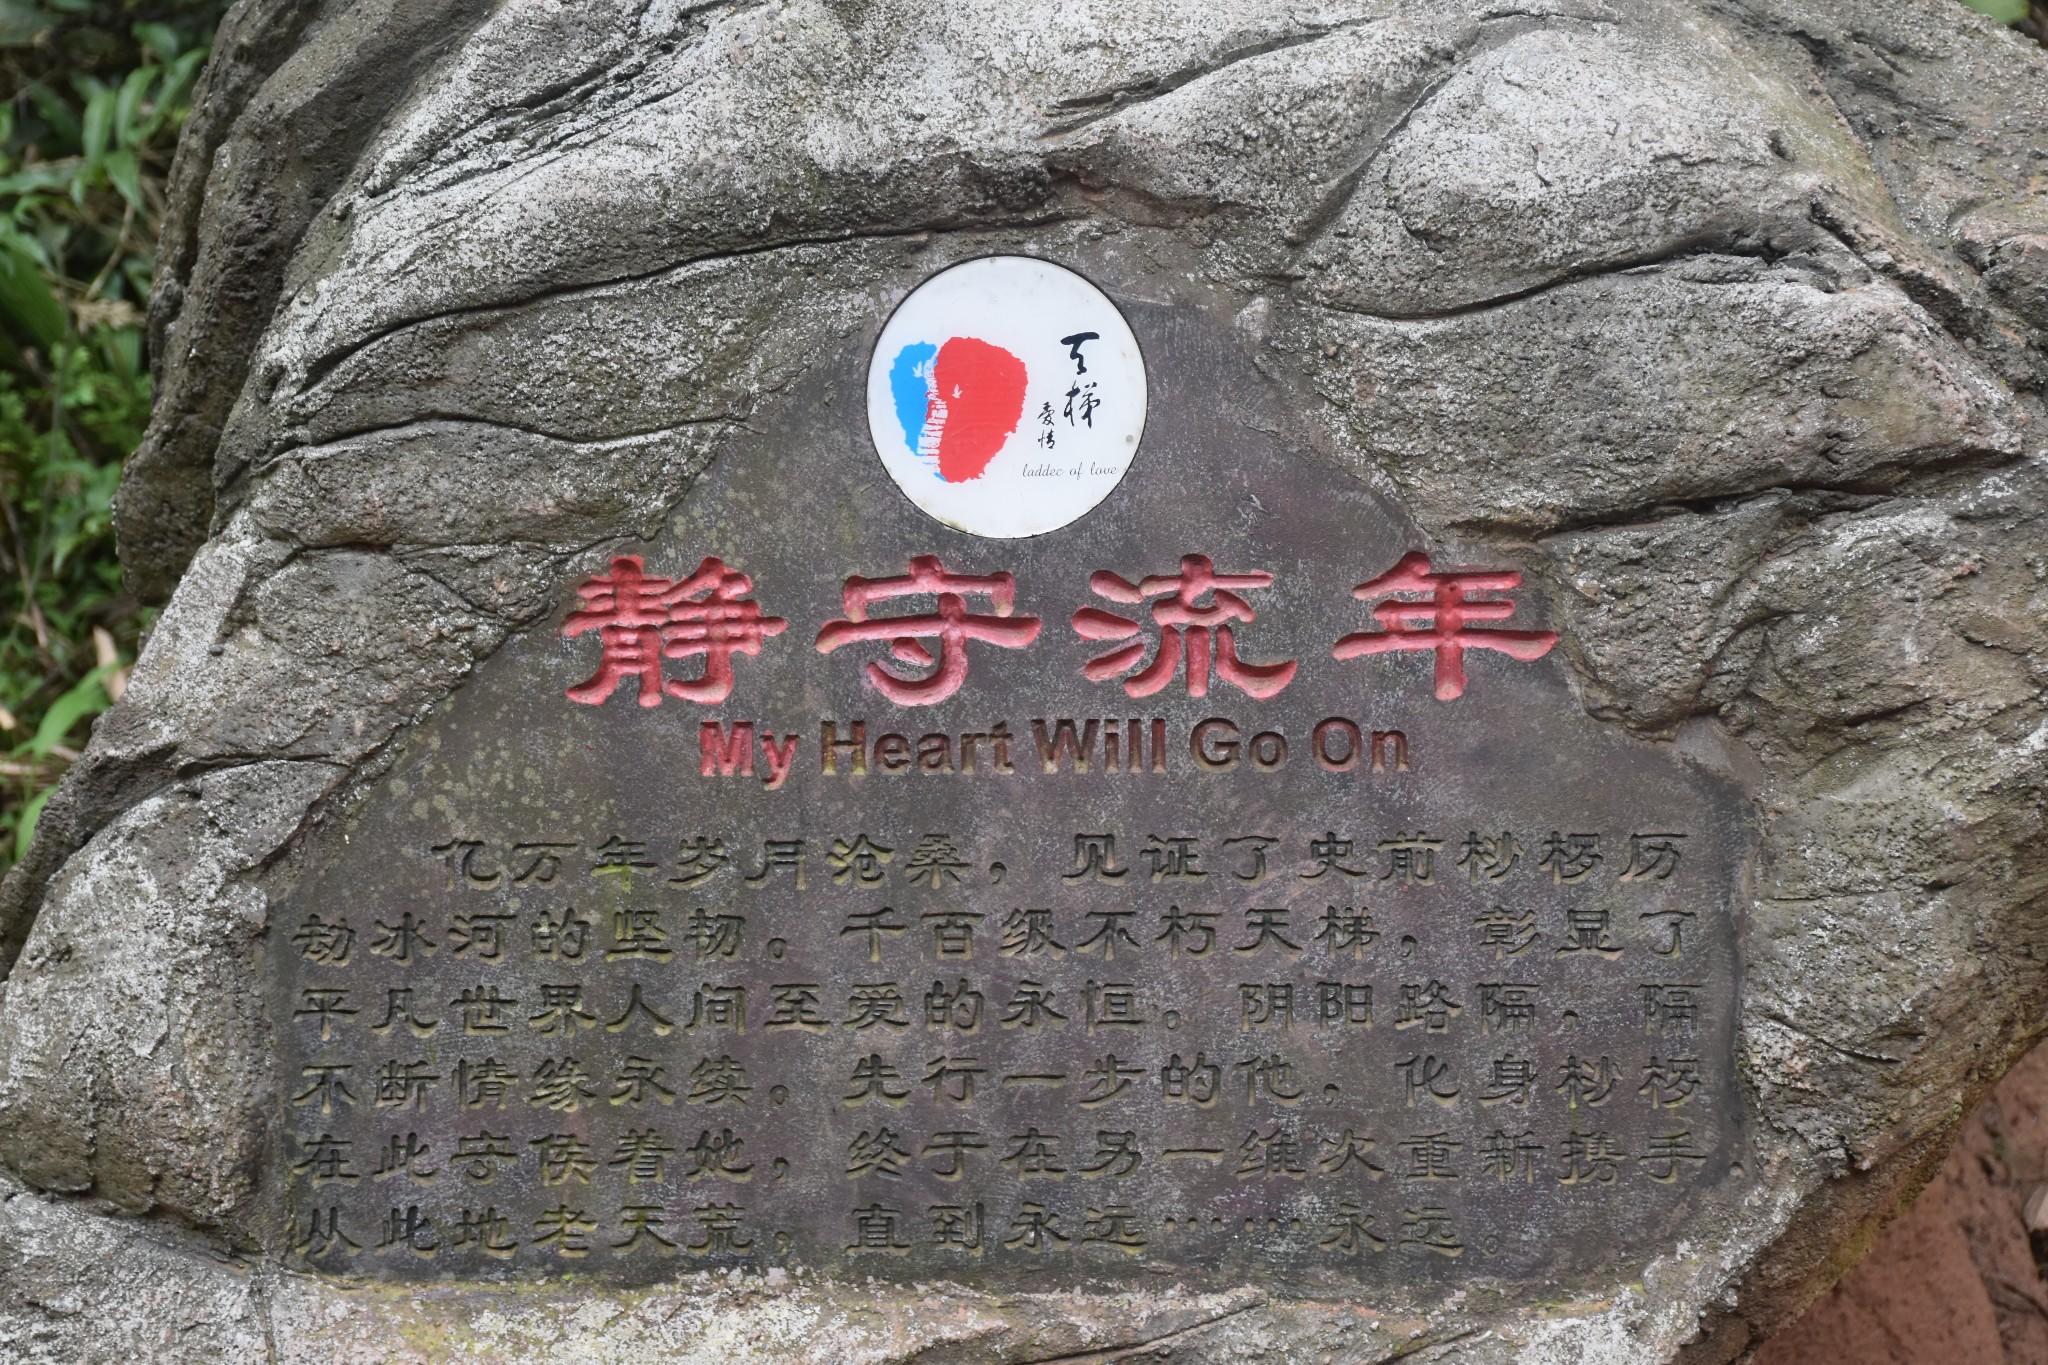 天梯
爱情
laddec of love
静守流年
My Heart Will Go On
亿万年岁月沧桑，见证了史前桫椤历
劫冰河的坚韧。千百级不朽天梯，彰显了
平凡世界人间至爱的永恒。阴阳路隔，隔
不断情缘永续。先行一步的他，化身桫椤
在此守侯着她，终于在另一维次重新携手，
从此地老天荒，直到永远……永远。